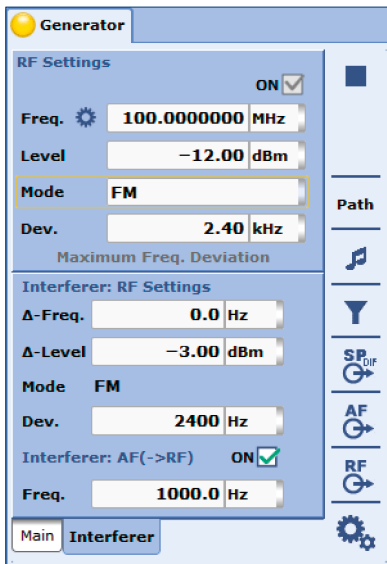 Generator
RF Settings
ON
Freq. 100.0000000 MHz
Level −12.00 dBm
Mode FM
Dev. 2.40 kHz
Maximum Freq. Deviation
Interferer: RF Settings
Δ-Freq. 0.0 Hz
Δ-Level −3.00 dBm
Mode FM
Dev. 2400 Hz
Interferer: AF(->RF) ON
Freq. 1000.0 Hz
Main Interferer
Path
SPDIF
AF
RF